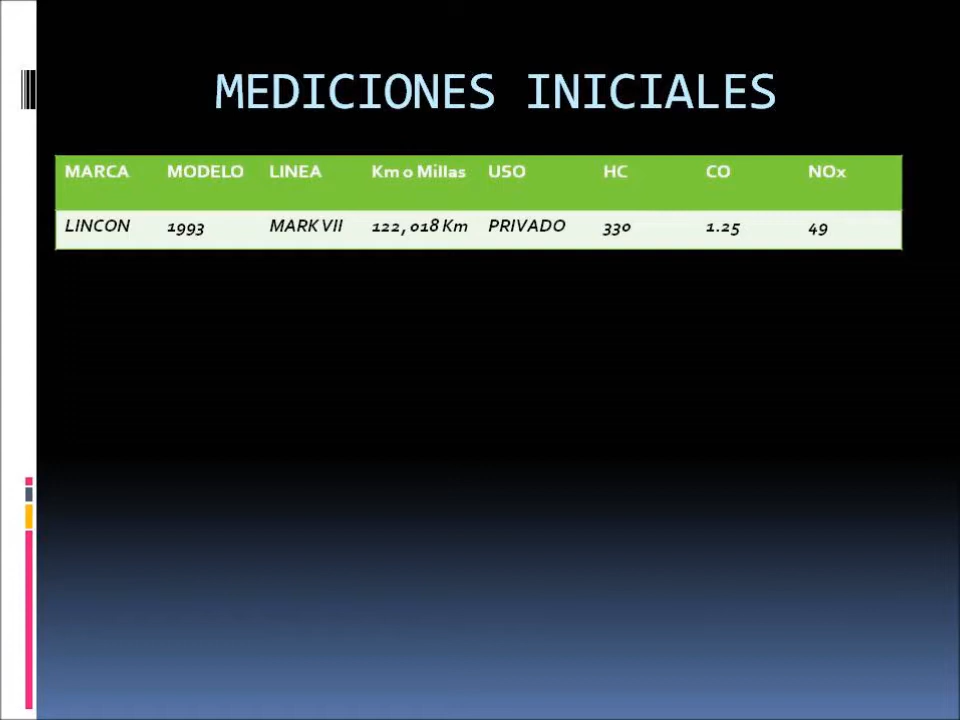 MEDICIONES INICIALES
MARCA MODELO LINEA Km o Millas USO HC CO NOx
LINCON 1993 MARK VII 122, 018 Km PRIVADO 330 1.25 49